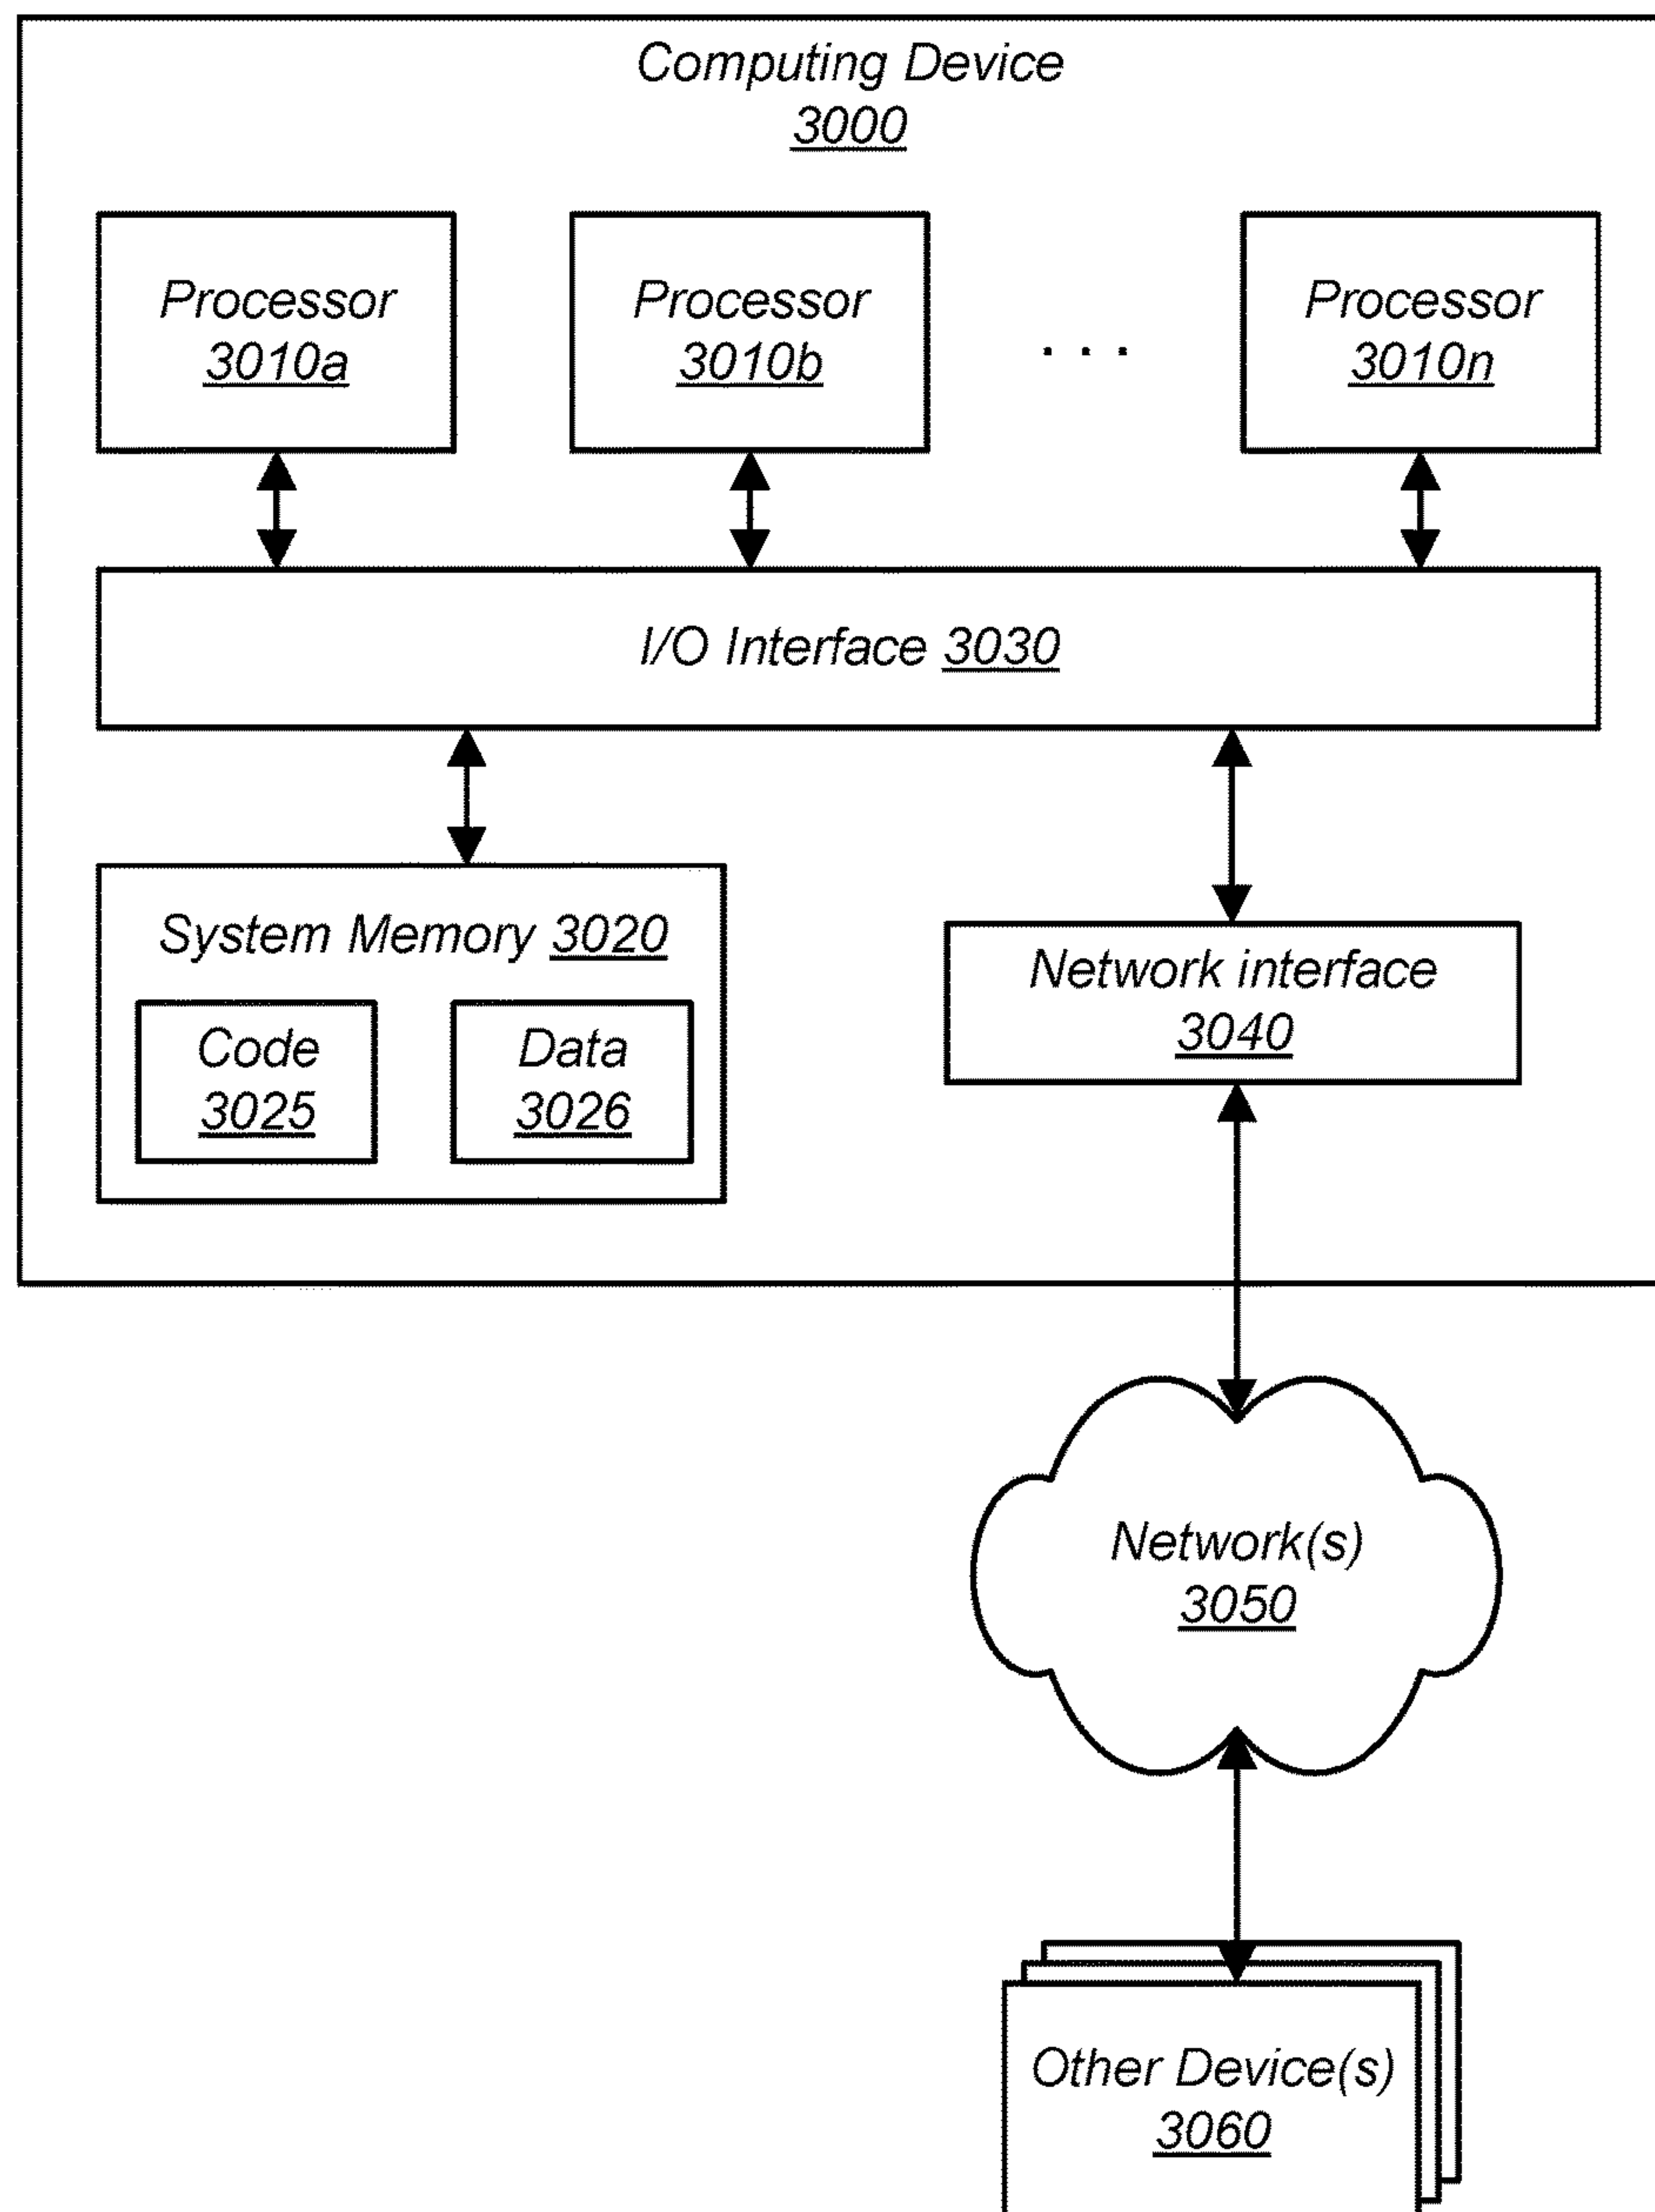 Computing Device
3000
Processor
3010a
Processor
3010b
. . .
Processor
3010n
I/O Interface 3030
System Memory 3020
Code
3025
Data
3026
Network interface
3040
Network(s)
3050
Other Device(s)
3060